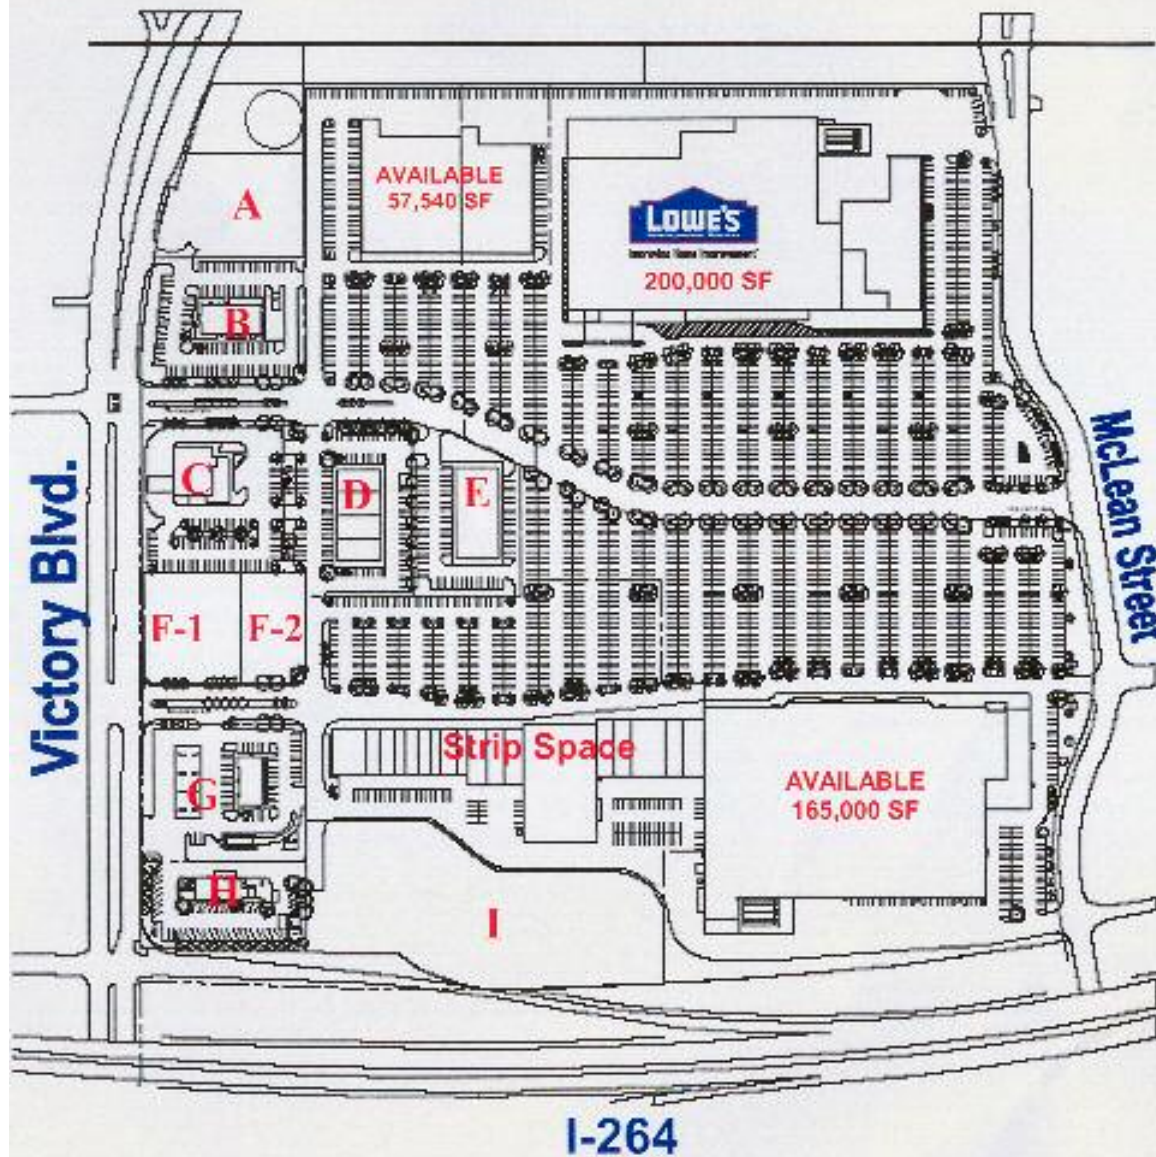 AVAILABLE
57,540 SF
A
LOWE'S
200,000 SF
B
C
D
E
Victory Blvd.
McLean Street
F-1
F-2
Strip Space
G
AVAILABLE
165,000 SF
H
I
I-264